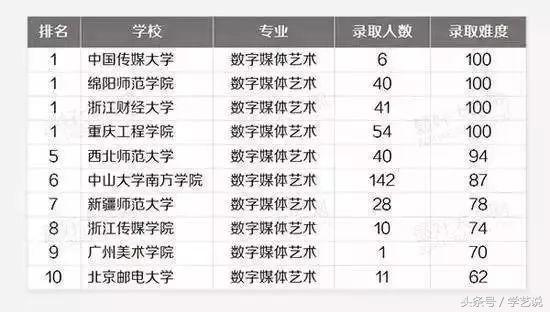 排名 学校 专业 录取人数 录取难度
1 中国传媒大学 数字媒体艺术 6 100
1 绵阳师范学院 数字媒体艺术 40 100
1 浙江财经大学 数字媒体艺术 41 100
1 重庆工程学院 数字媒体艺术 54 100
5 西北师范大学 数字媒体艺术 40 94
6 中山大学南方学院 数字媒体艺术 142 87
7 新疆师范大学 数字媒体艺术 28 78
8 浙江传媒学院 数字媒体艺术 10 74
9 广州美术学院 数字媒体艺术 1 70
10 北京邮电大学 数字媒体艺术 11 62
头条号 / 学艺说